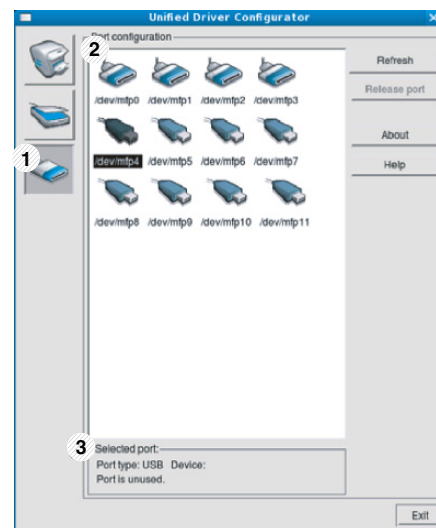 Unified Driver Configurator
Port configuration
2
/dev/mfp0 /dev/mfp1 /dev/mfp2 /dev/mfp3
Refresh
Release port
About
1
/dev/mfp4 /dev/mfp5 /dev/mfp6 /dev/mfp7
Help
/dev/mfp8 /dev/mfp9 /dev/mfp10 /dev/mfp11
3
Selected port:
Port type: USB Device:
Port is unused.
Exit